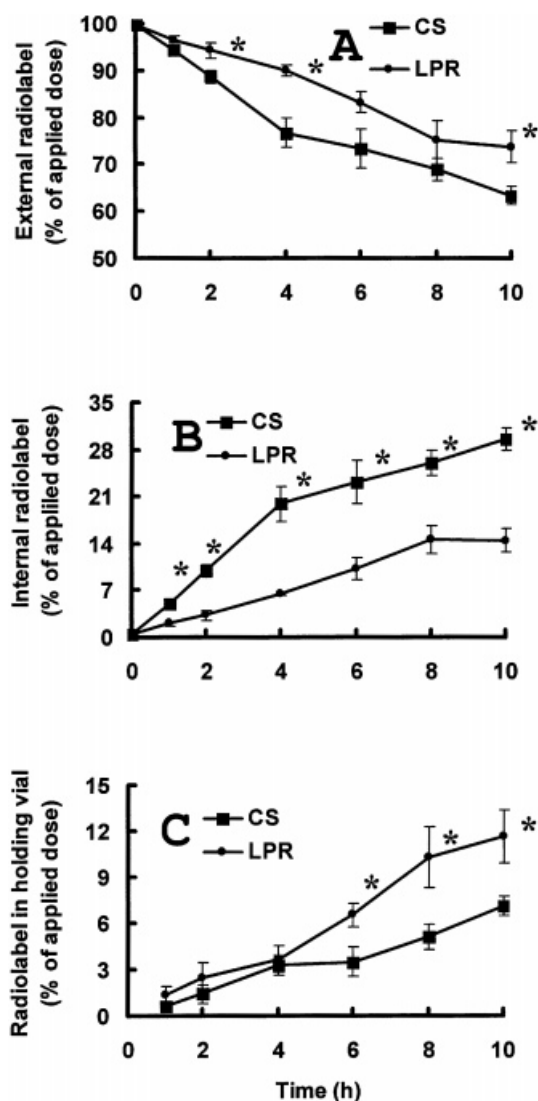 100
90
80
70
60
50
External radiolabel
(% of applied dose)
A
CS
LPR
*
*
*
0 2 4 6 8 10
35
28
21
14
7
0
Internal radiolabel
(% of appliled dose)
B
CS
LPR
*
*
*
*
*
*
0 2 4 6 8 10
15
12
9
6
3
0
Radiolabel in holding vial
(% of applied dose)
C
CS
LPR
*
*
*
0 2 4 6 8 10
Time (h)